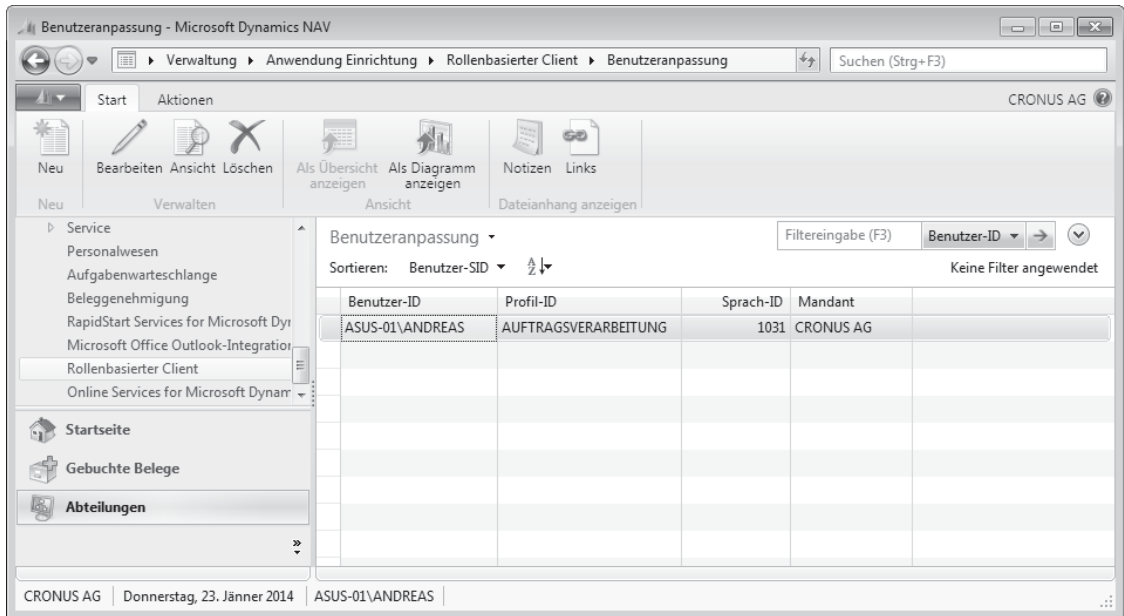 Benutzeranpassung - Microsoft Dynamics NAV
Verwaltung Anwendung Einrichtung Rollenbasierter Client Benutzeranpassung
Suchen (Strg+F3)
Start Aktionen
CRONUS AG
Neu
Bearbeiten Ansicht Löschen
Als Übersicht anzeigen
Als Diagramm anzeigen
Notizen Links
Neu
Verwalten
Ansicht
Dateianhang anzeigen
Service
Personalwesen
Aufgabenwarteschlange
Beleggenehmigung
RapidStart Services for Microsoft Dyr
Microsoft Office Outlook-Integration
Rollenbasierter Client
Online Services for Microsoft Dynam
Startseite
Gebuchte Belege
Abteilungen
Benutzeranpassung
Filtereingabe (F3)
Benutzer-ID
Sortieren: Benutzer-SID
Keine Filter angewendet
Benutzer-ID Profil-ID Sprach-ID Mandant
ASUS-01\ANDREAS AUFTRAGSVERARBEITUNG 1031 CRONUS AG
CRONUS AG Donnerstag, 23. Jänner 2014 ASUS-01\ANDREAS